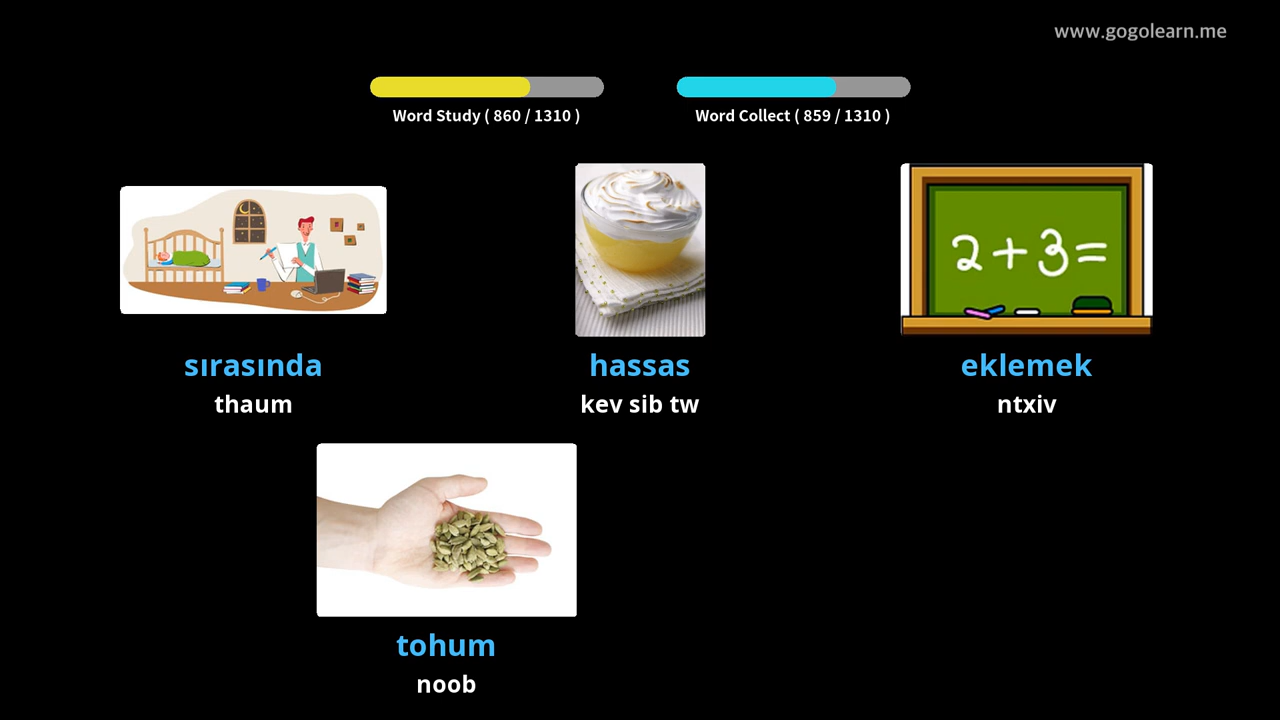 www.gogolearn.me
Word Study ( 860 / 1310 )
Word Collect ( 859 / 1310 )
2+3=
sırasında
thaum
hassas
kev sib tw
eklemek
ntxiv
tohum
noob